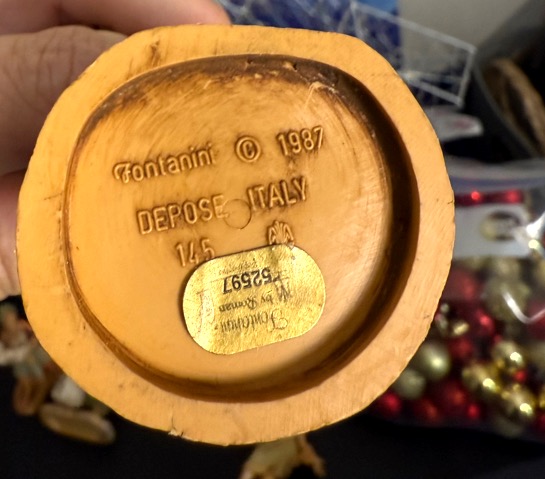 Fontanini © 1987
DEPOSE ITALY
145
Fontanini
by Roman
52597